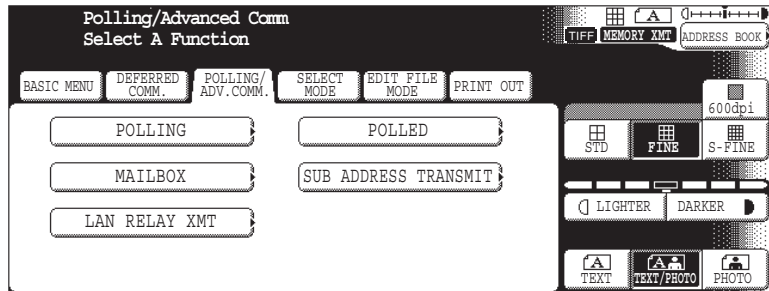 Polling/Advanced Comm
Select A Function
A
TIFF MEMORY XMT ADDRESS BOOK
BASIC MENU
DEFERRED
COMM.
POLLING/
ADV.COMM.
SELECT
MODE
EDIT FILE
MODE
PRINT OUT
600dpi
POLLING
POLLED
STD
FINE
S-FINE
MAILBOX
SUB ADDRESS TRANSMIT
LIGHTER
DARKER
LAN RELAY XMT
A
TEXT
A
TEXT/PHOTO
PHOTO